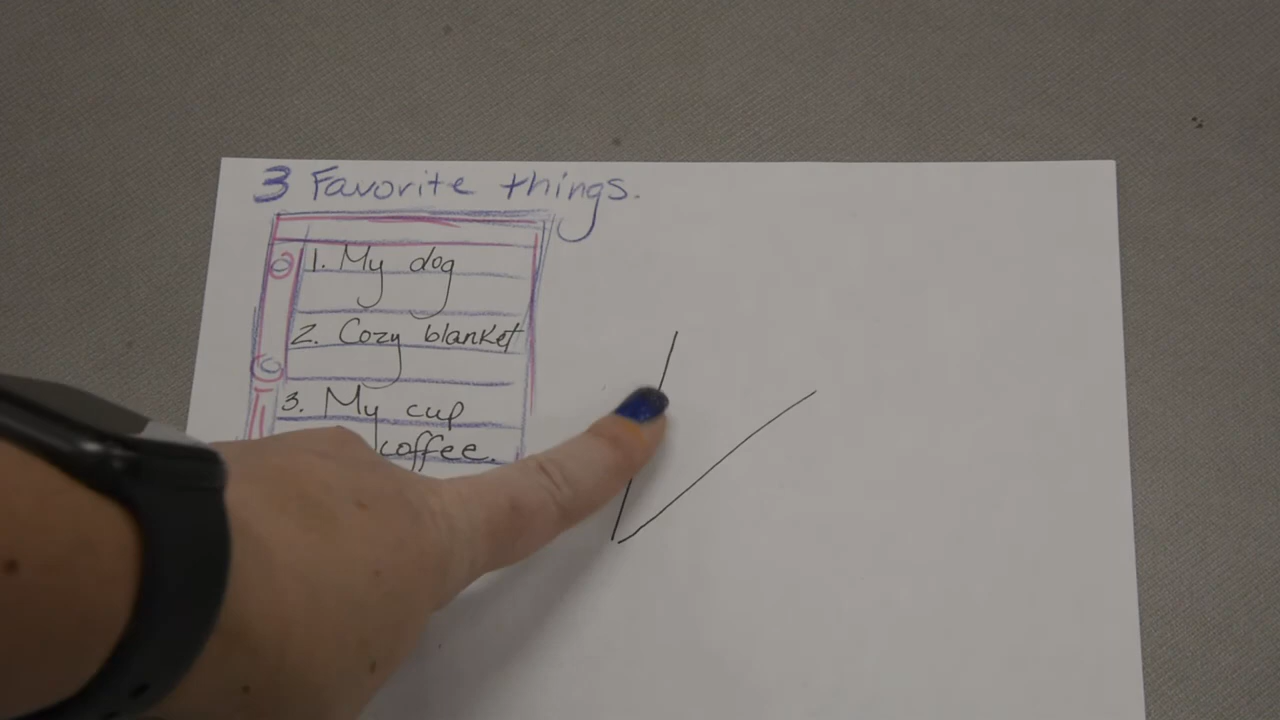 3 Favorite things.
1. My dog
2. Cozy blanket
3. My cup
coffee.